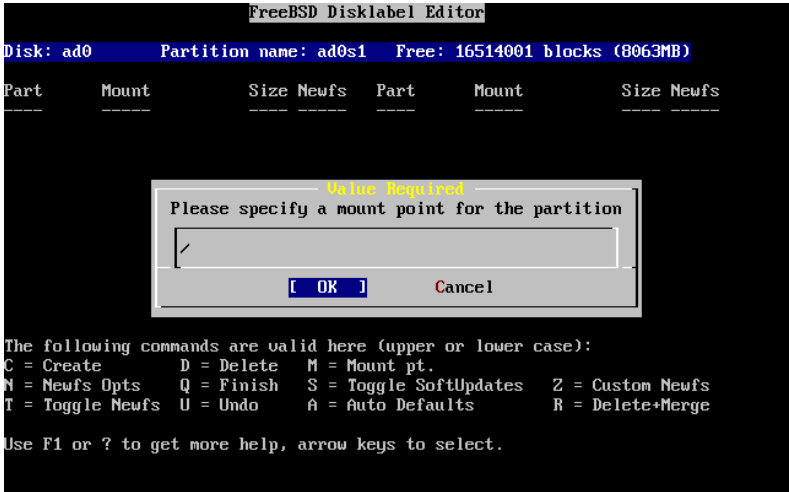 FreeBSD Disklabel Editor
Disk: ad0 Partition name: ad0s1 Free: 16514001 blocks (8063MB)
Part Mount Size Newfs Part Mount Size Newfs
---- ----- ---- ----- ---- ----- ---- -----
Value Required
Please specify a mount point for the partition
/
[ OK ] Cancel
The following commands are valid here (upper or lower case):
C = Create D = Delete M = Mount pt.
N = Newfs Opts Q = Finish S = Toggle SoftUpdates Z = Custom Newfs
T = Toggle Newfs U = Undo A = Auto Defaults R = Delete+Merge
Use F1 or ? to get more help, arrow keys to select.